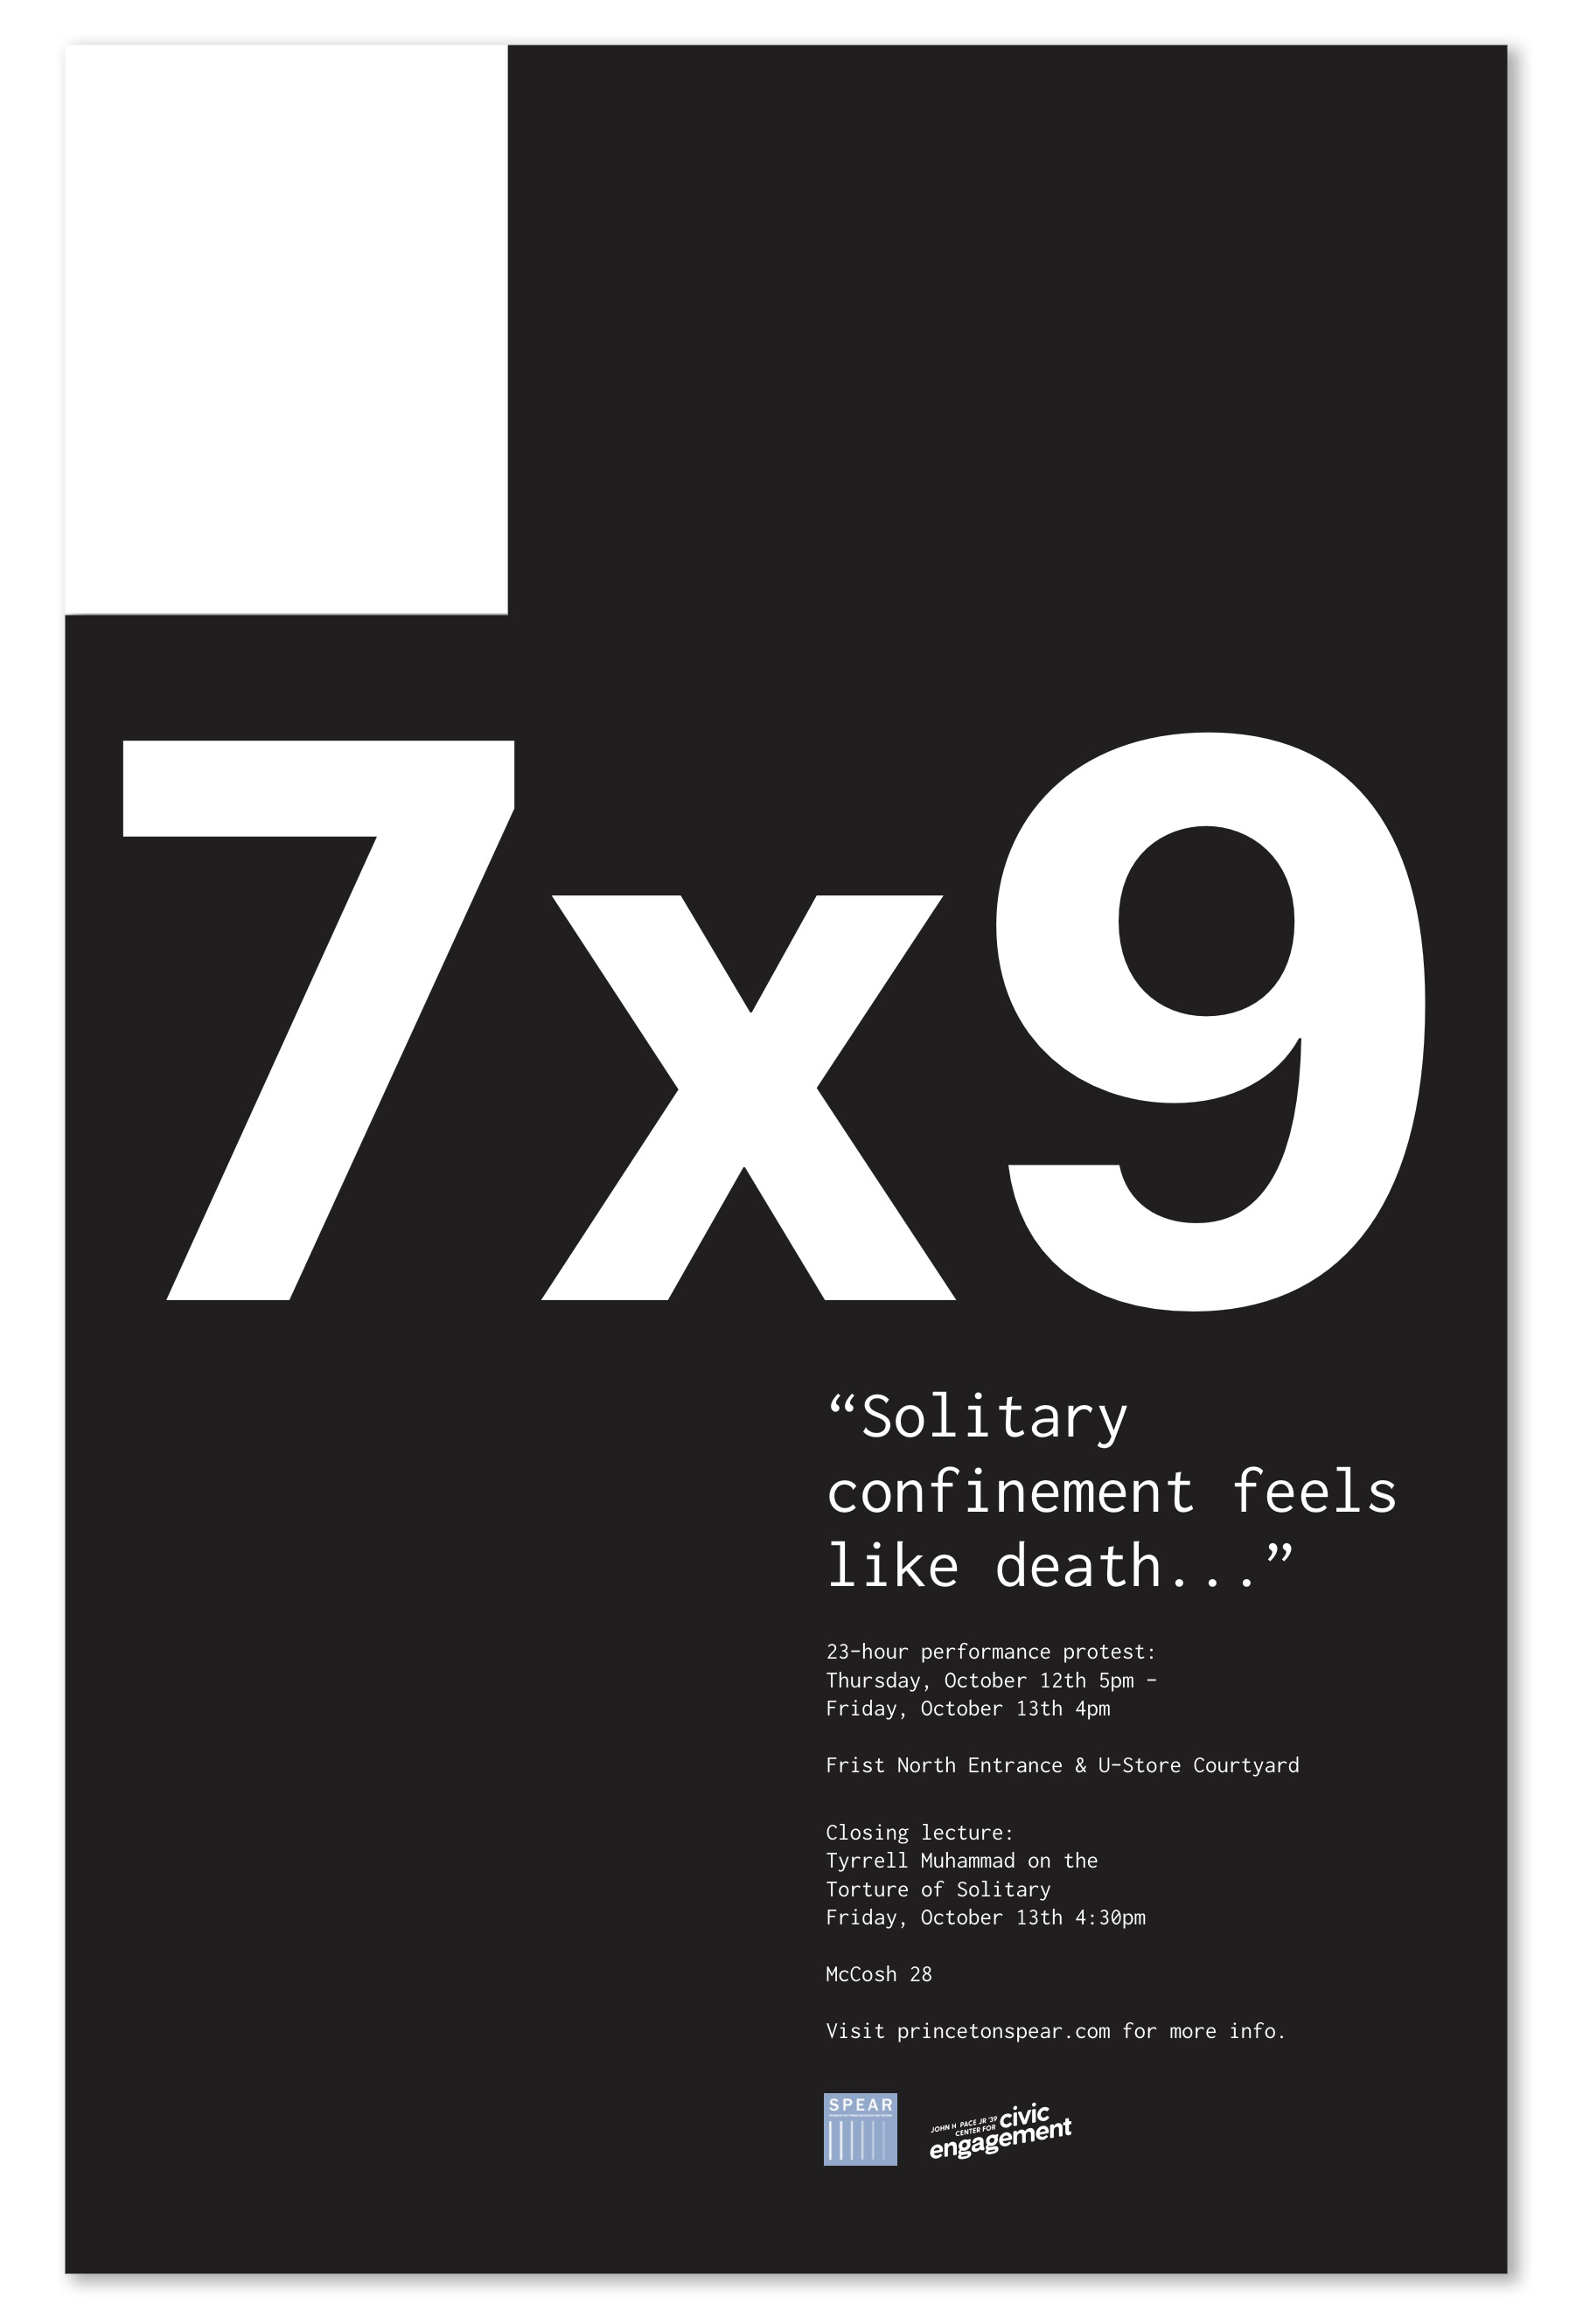 7x9
“Solitary
confinement feels
like death...”
23-hour performance protest:
Thursday, October 12th 5pm –
Friday, October 13th 4pm
Frist North Entrance & U-Store Courtyard
Closing lecture:
Tyrrell Muhammad on the
Torture of Solitary
Friday, October 13th 4:30pm
McCosh 28
Visit princetonspear.com for more info.
SPEAR
JOHN H PACE JR '39
CENTER FOR civic
engagement